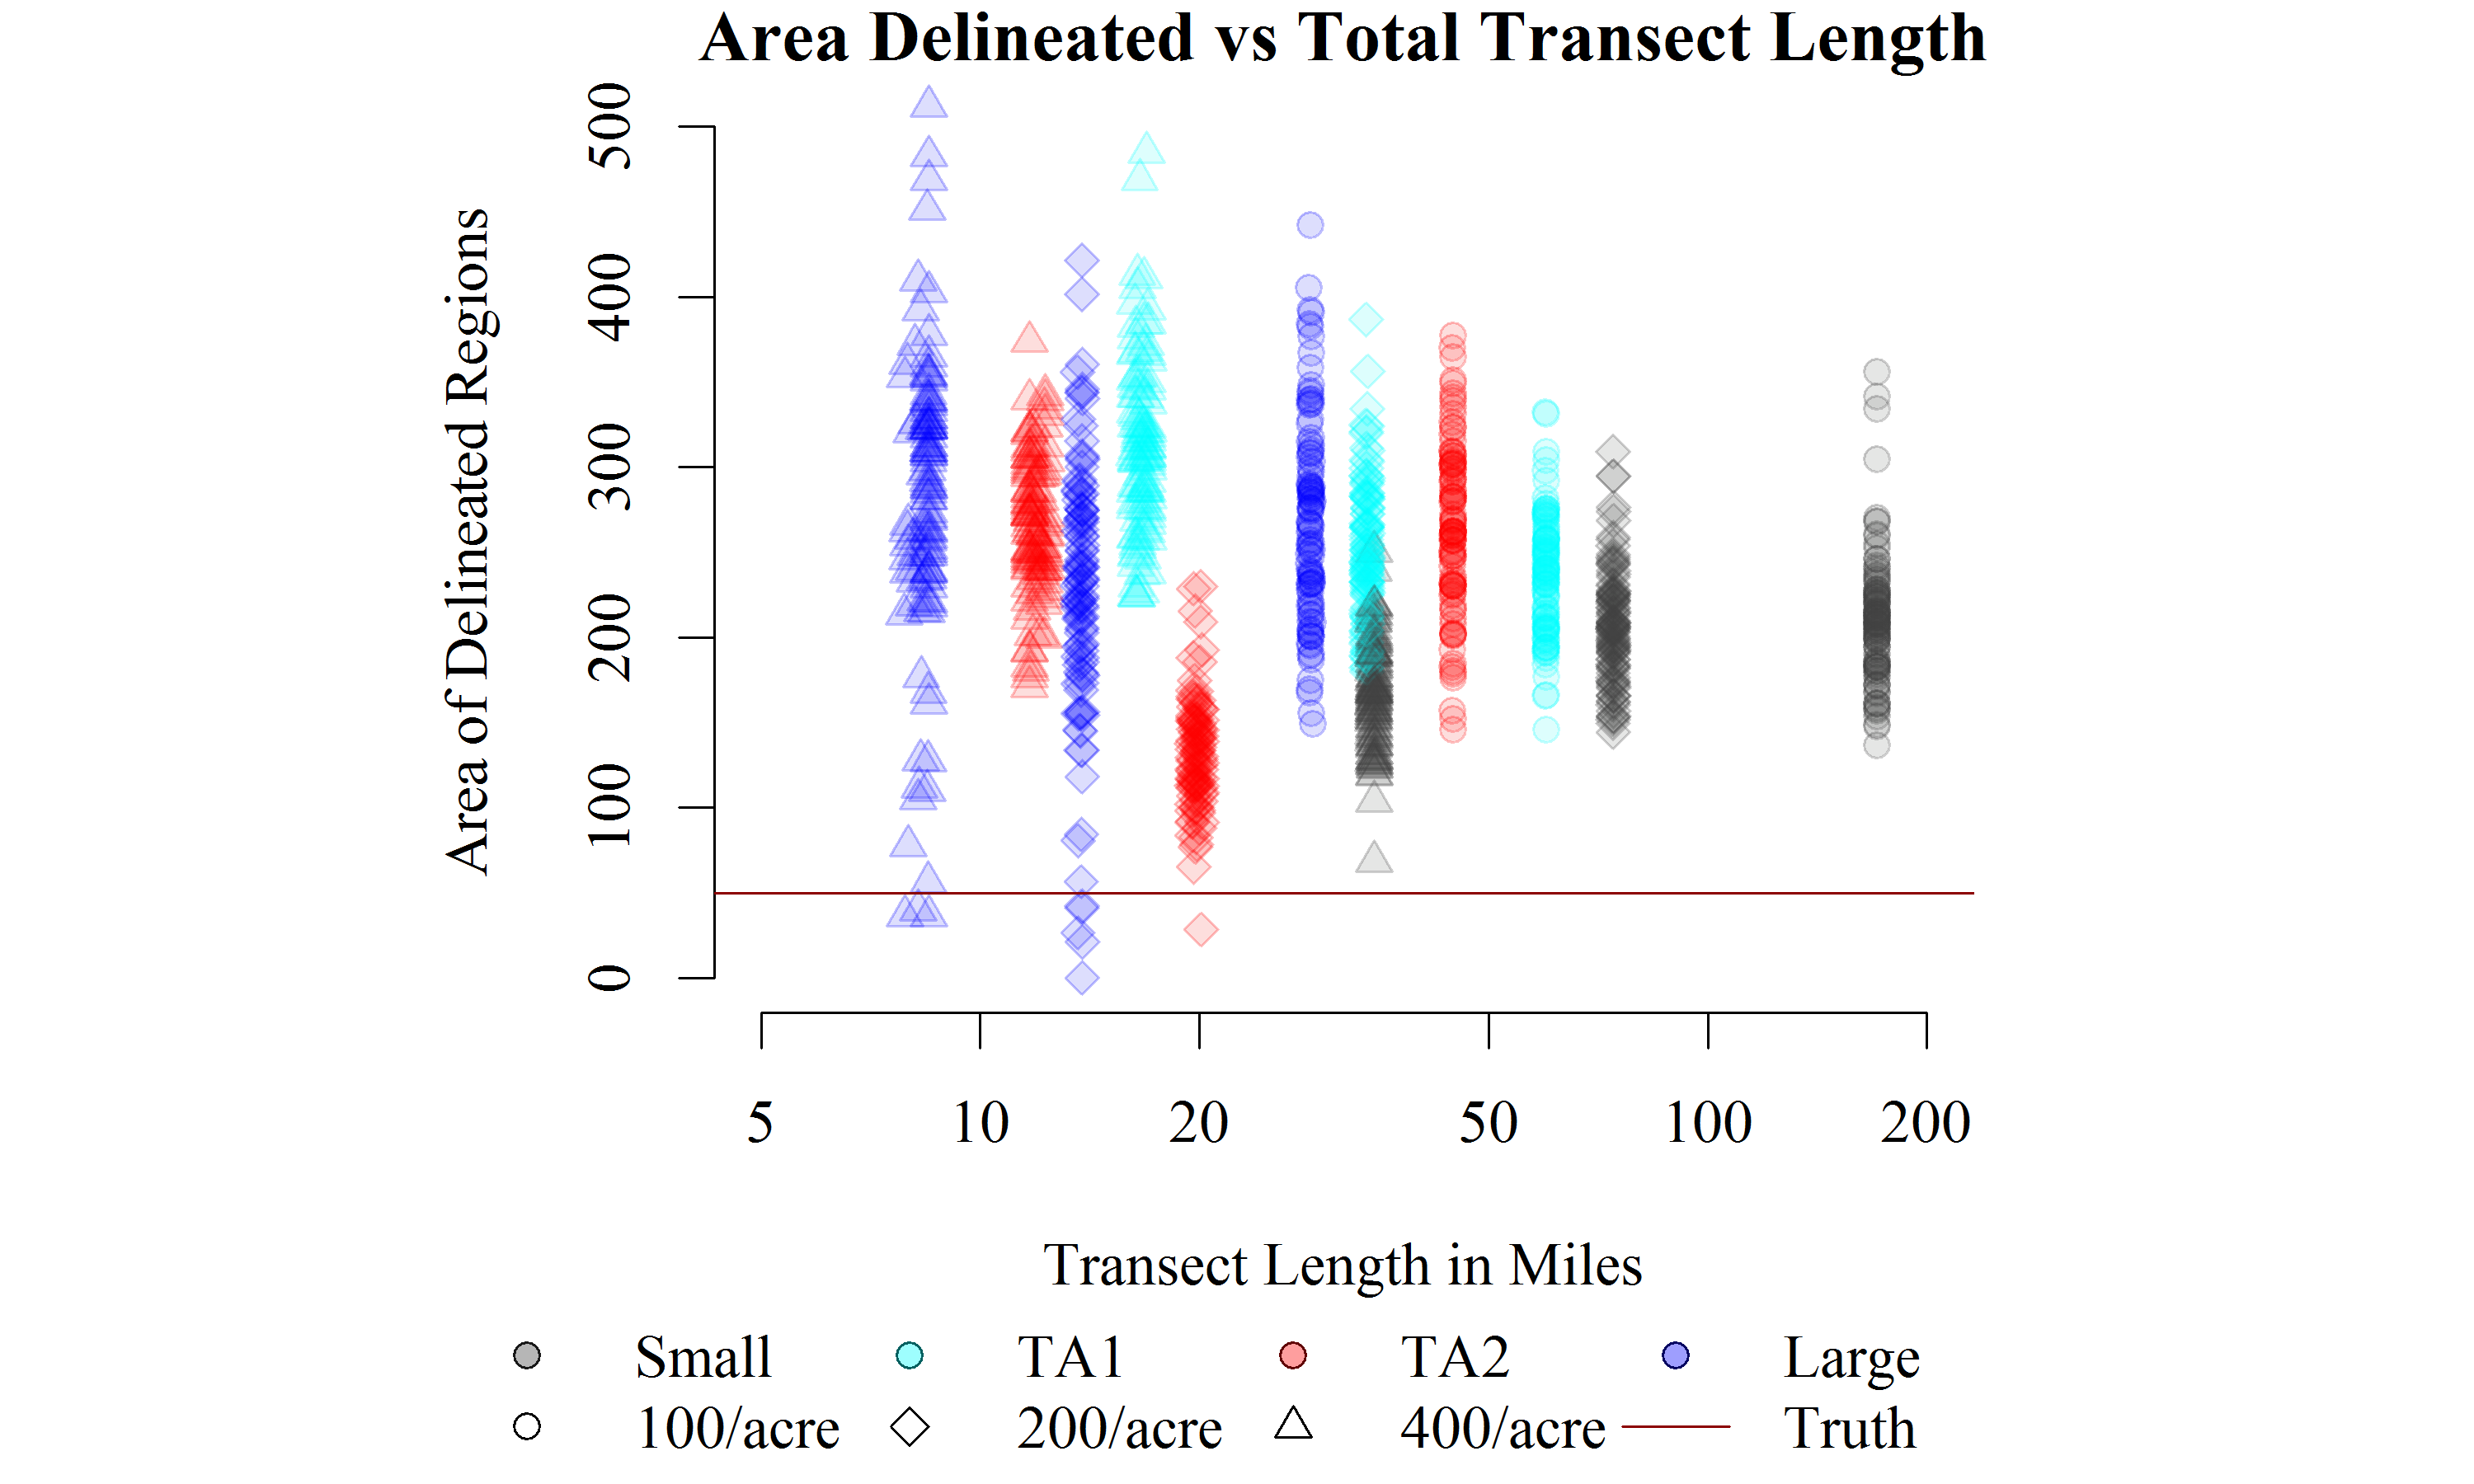 Area Delineated vs Total Transect Length
Area of Delineated Regions
500
400
300
200
100
0
5 10 20 50 100 200
Transect Length in Miles
Small TA1 TA2 Large
100/acre 200/acre 400/acre Truth